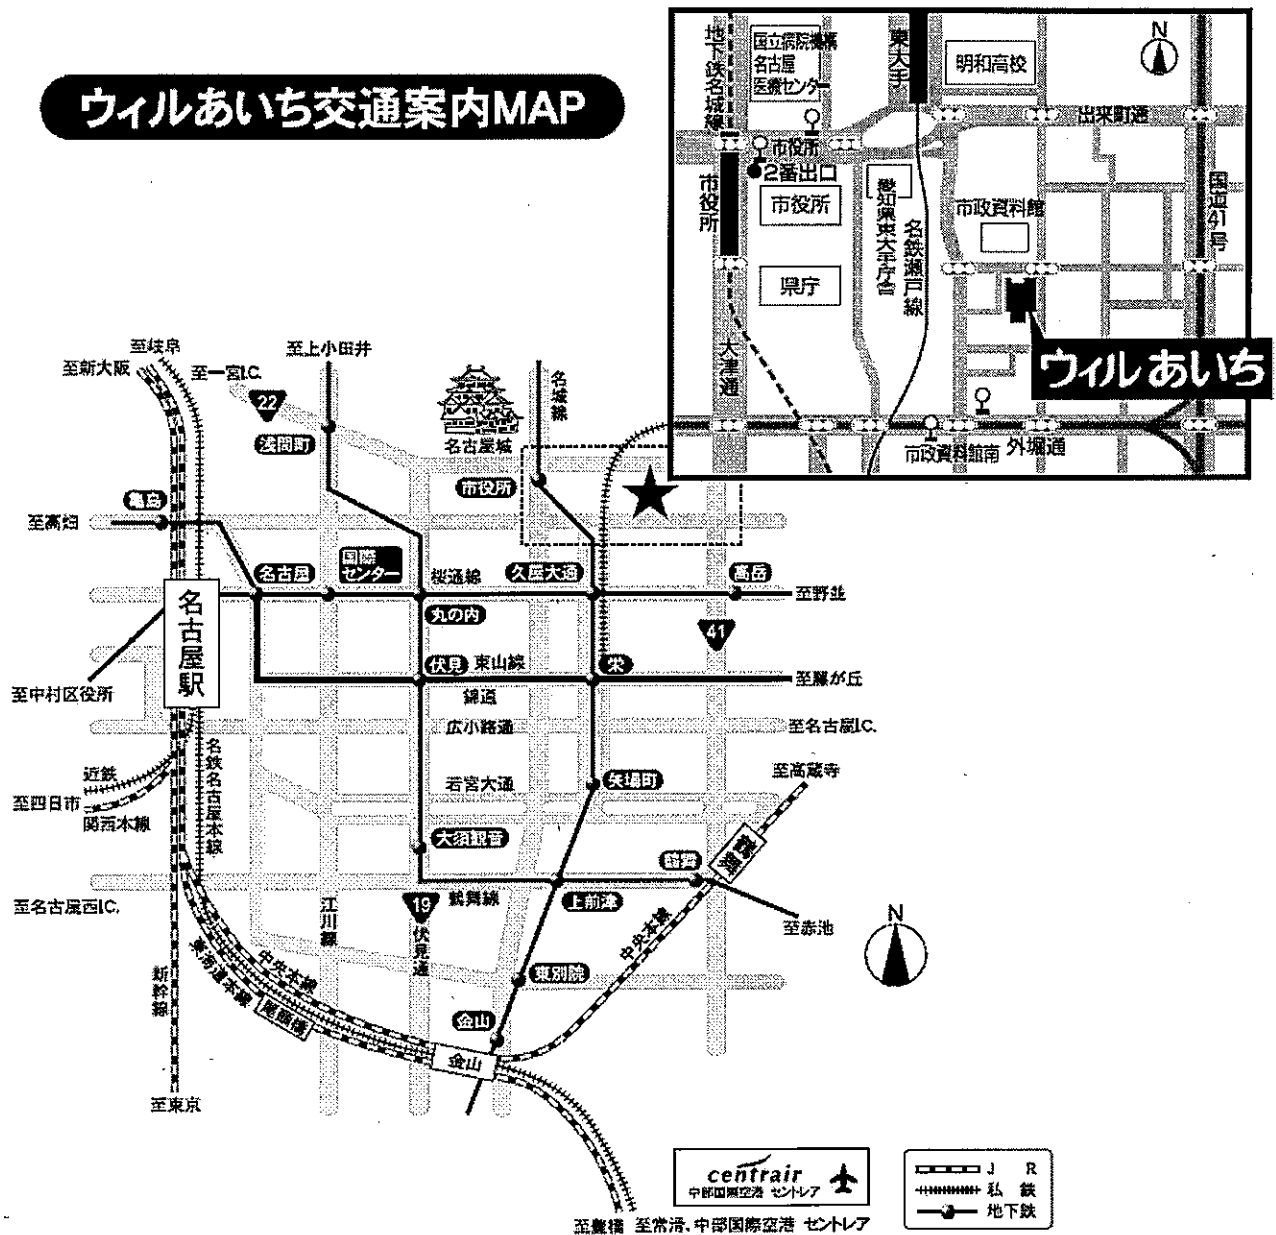 ウィルあいち交通案内MAP
地下鉄名城線
国立病院機構
名古屋
医療センター
東大手
明和高校
N
出来町通
市役所
2番出口
市役所
市役所
県庁
愛知県東大手庁舎
名鉄瀬戸線
市政資料館
国道41号
大津通
ウィルあいち
市政資料館南
外堀通
至岐阜
至新大阪
至一宮I.C.
至上小田井
22
浅間町
名古屋城
名城線
市役所
亀島
至高畑
名古屋
国際
センター
桜通線
久屋大通
高岳
至野並
丸の内
41
名古屋駅
伏見
東山線
栄
至藤が丘
至中村区役所
錦通
広小路通
至名古屋I.C.
名鉄名古屋本線
近鉄
至四日市
関西本線
若宮大通
矢場町
至高蔵寺
大須観音
鶴舞
鶴舞
至名古屋西I.C.
江川線
19
伏見通
鶴舞線
上前津
至赤池
中央本線
N
新幹線
東海道本線
中央本線
尾頭橋
東別院
金山
金山
至東京
centrair
中部国際空港 セントレア
J R
私 鉄
地下鉄
至豊橋
至常滑、中部国際空港 セントレア